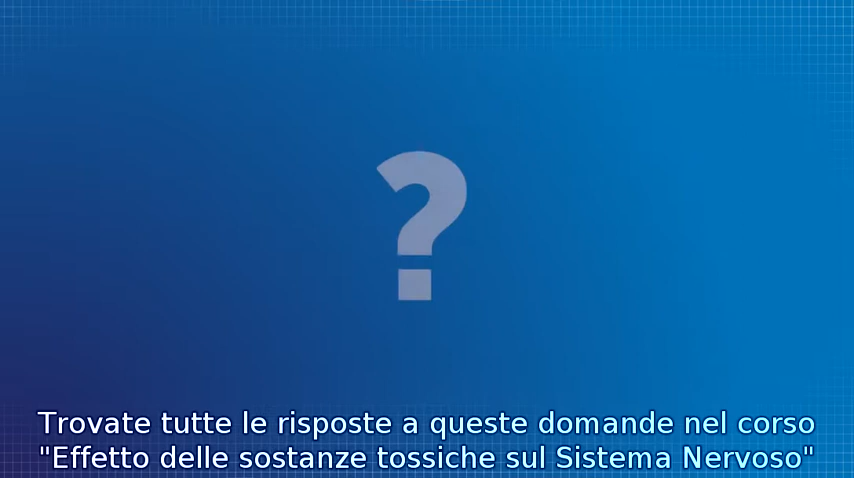 ?
Trovate tutte le risposte a queste domande nel corso
"Effetto delle sostanze tossiche sul Sistema Nervoso"